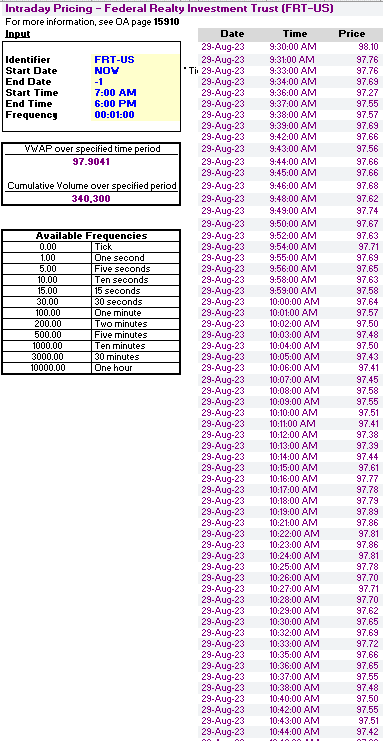 Intraday Pricing - Federal Realty Investment Trust (FRT-US)
For more information, see OA page 15910
Input
Identifier FRT-US
Start Date NOW
End Date -1
Start Time 7:00 AM
End Time 6:00 PM
Frequency 00:01:00
* Tic
VWAP over specified time period
97.9041
Cumulative Volume over specified period
340,300
Available Frequencies
0.00 Tick
1.00 One second
5.00 Five seconds
10.00 Ten seconds
15.00 15 seconds
30.00 30 seconds
100.00 One minute
200.00 Two minutes
500.00 Five minutes
1000.00 Ten minutes
3000.00 30 minutes
10000.00 One hour
Date Time Price
29-Aug-23 9:30:00 AM 98.10
29-Aug-23 9:31:00 AM 97.76
29-Aug-23 9:33:00 AM 97.76
29-Aug-23 9:34:00 AM 97.69
29-Aug-23 9:36:00 AM 97.27
29-Aug-23 9:37:00 AM 97.55
29-Aug-23 9:38:00 AM 97.57
29-Aug-23 9:39:00 AM 97.69
29-Aug-23 9:42:00 AM 97.66
29-Aug-23 9:43:00 AM 97.56
29-Aug-23 9:44:00 AM 97.66
29-Aug-23 9:45:00 AM 97.66
29-Aug-23 9:46:00 AM 97.68
29-Aug-23 9:48:00 AM 97.62
29-Aug-23 9:49:00 AM 97.74
29-Aug-23 9:50:00 AM 97.67
29-Aug-23 9:52:00 AM 97.63
29-Aug-23 9:54:00 AM 97.71
29-Aug-23 9:55:00 AM 97.69
29-Aug-23 9:56:00 AM 97.65
29-Aug-23 9:58:00 AM 97.63
29-Aug-23 9:59:00 AM 97.58
29-Aug-23 10:00:00 AM 97.64
29-Aug-23 10:01:00 AM 97.57
29-Aug-23 10:02:00 AM 97.50
29-Aug-23 10:03:00 AM 97.48
29-Aug-23 10:04:00 AM 97.50
29-Aug-23 10:05:00 AM 97.43
29-Aug-23 10:06:00 AM 97.41
29-Aug-23 10:07:00 AM 97.45
29-Aug-23 10:08:00 AM 97.58
29-Aug-23 10:09:00 AM 97.55
29-Aug-23 10:10:00 AM 97.51
29-Aug-23 10:11:00 AM 97.41
29-Aug-23 10:12:00 AM 97.38
29-Aug-23 10:13:00 AM 97.39
29-Aug-23 10:14:00 AM 97.44
29-Aug-23 10:15:00 AM 97.61
29-Aug-23 10:16:00 AM 97.77
29-Aug-23 10:17:00 AM 97.78
29-Aug-23 10:18:00 AM 97.79
29-Aug-23 10:19:00 AM 97.89
29-Aug-23 10:21:00 AM 97.86
29-Aug-23 10:22:00 AM 97.81
29-Aug-23 10:23:00 AM 97.86
29-Aug-23 10:24:00 AM 97.81
29-Aug-23 10:25:00 AM 97.78
29-Aug-23 10:26:00 AM 97.70
29-Aug-23 10:27:00 AM 97.71
29-Aug-23 10:28:00 AM 97.70
29-Aug-23 10:29:00 AM 97.62
29-Aug-23 10:30:00 AM 97.65
29-Aug-23 10:32:00 AM 97.69
29-Aug-23 10:33:00 AM 97.72
29-Aug-23 10:35:00 AM 97.66
29-Aug-23 10:36:00 AM 97.65
29-Aug-23 10:37:00 AM 97.55
29-Aug-23 10:38:00 AM 97.48
29-Aug-23 10:40:00 AM 97.50
29-Aug-23 10:42:00 AM 97.55
29-Aug-23 10:43:00 AM 97.51
29-Aug-23 10:44:00 AM 97.42